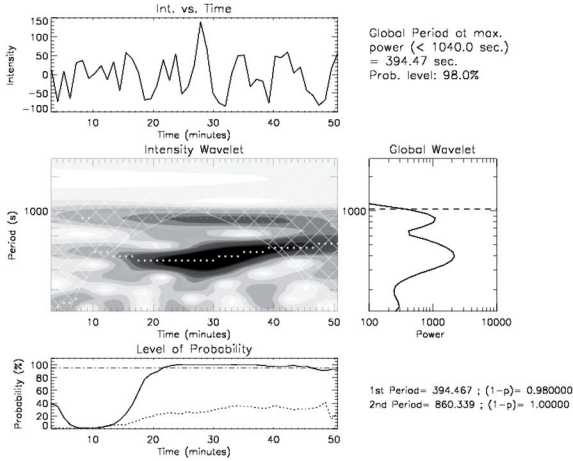 Int. vs. Time
150
100
50
0
-50
-100
Intensity
10 20 30 40 50
Time (minutes)
Global Period at max.
power (< 1040.0 sec.)
= 394.47 sec.
Prob. level: 98.0%
Intensity Wavelet
1000
Period (s)
10 20 30 40 50
Time (minutes)
Global Wavelet
1000
100 1000 10000
Power
Level of Probability
100
80
60
40
20
0
Probability (%)
10 20 30 40 50
Time (minutes)
1st Period= 394.467 ; (1-p)= 0.980000
2nd Period= 860.339 ; (1-p)= 1.00000